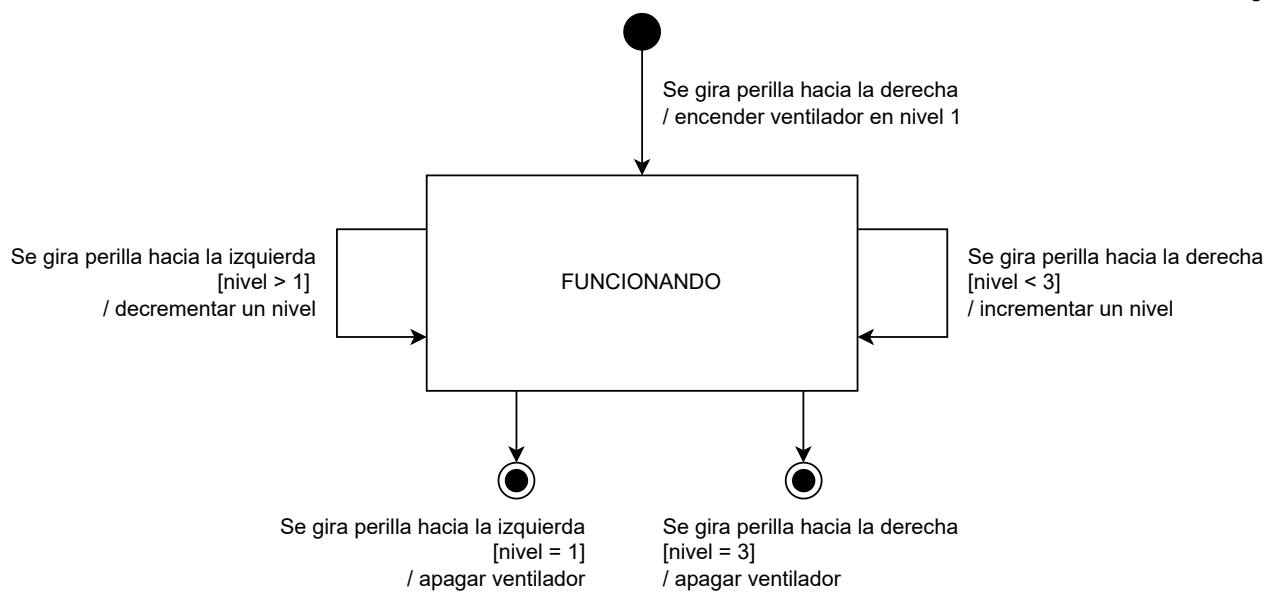 Se gira perilla hacia la derecha
/ encender ventilador en nivel 1
Se gira perilla hacia la izquierda
[nivel > 1]
/ decrementar un nivel
FUNCIONANDO
Se gira perilla hacia la derecha
[nivel < 3]
/ incrementar un nivel
Se gira perilla hacia la izquierda
[nivel = 1]
/ apagar ventilador
Se gira perilla hacia la derecha
[nivel = 3]
/ apagar ventilador